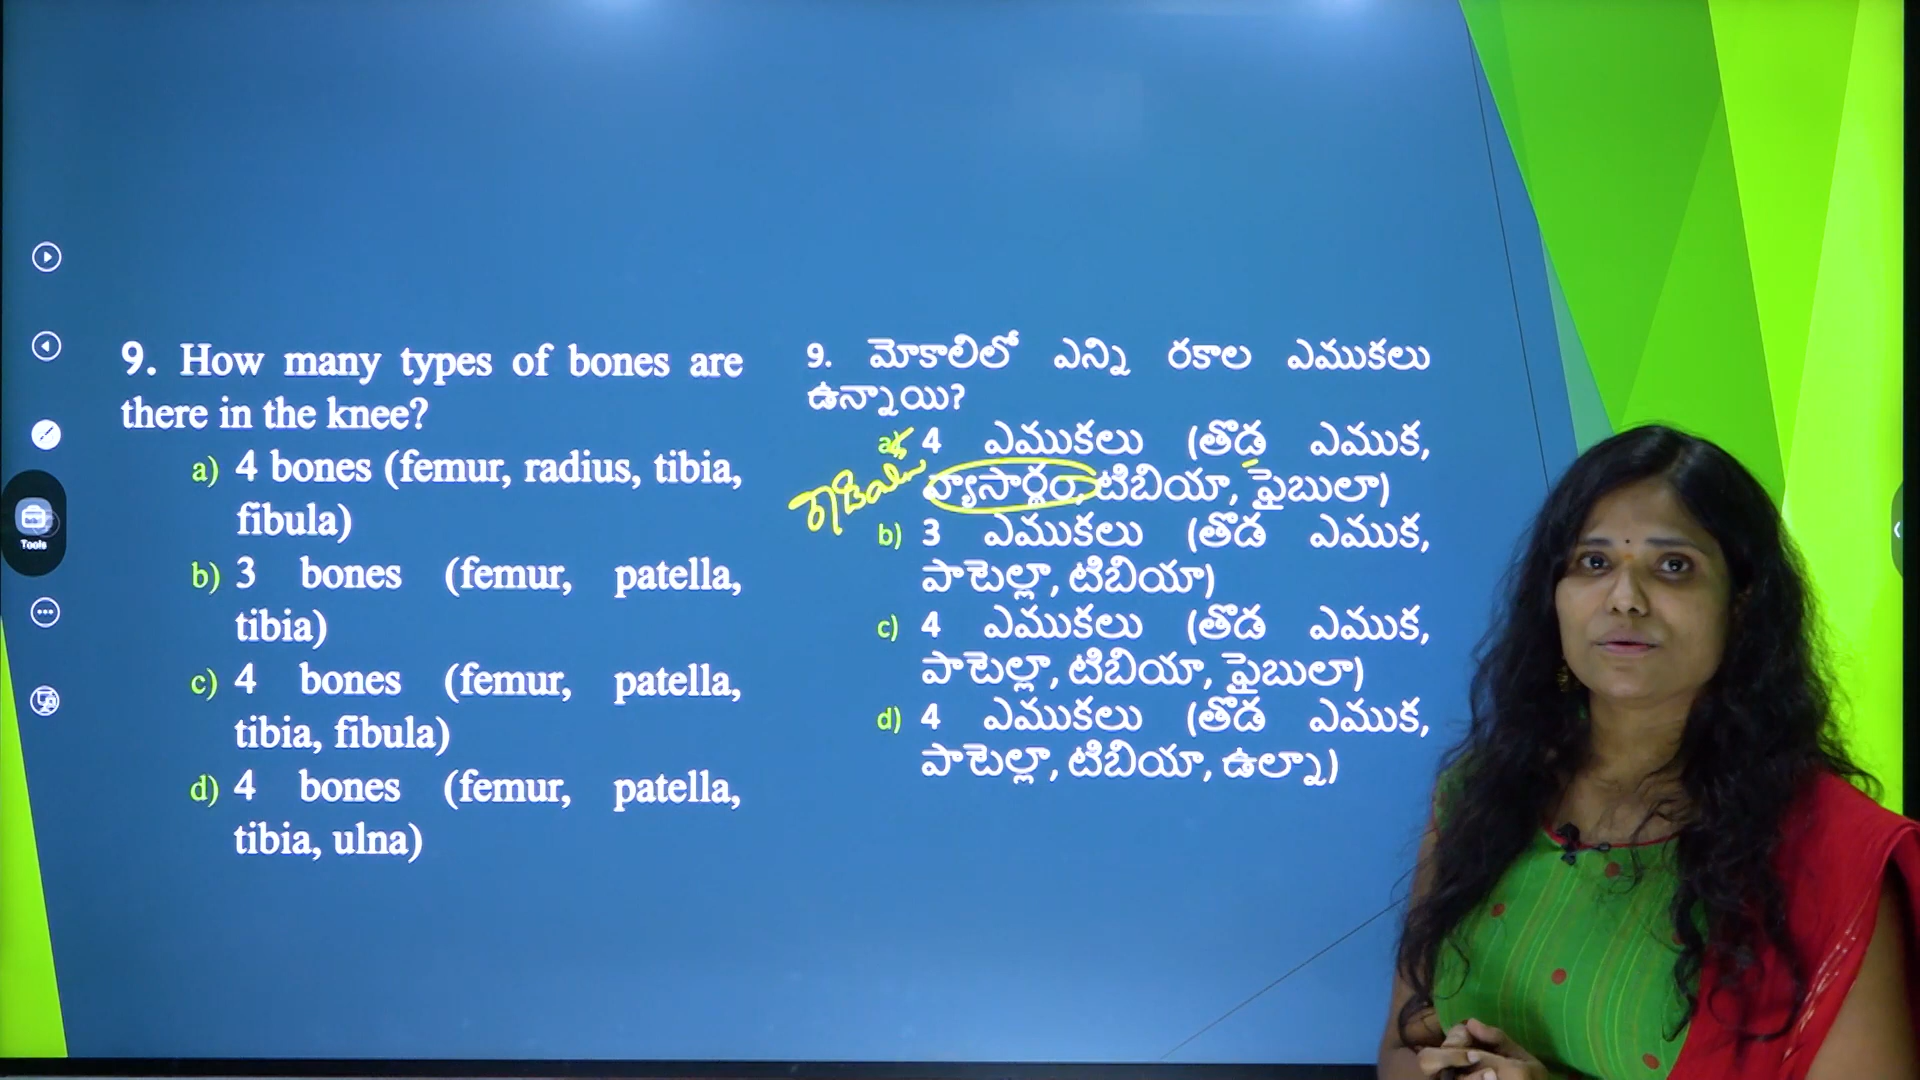 9. How many types of bones are
there in the knee?
a) 4 bones (femur, radius, tibia,
fibula)
b) 3 bones (femur, patella,
tibia)
c) 4 bones (femur, patella,
tibia, fibula)
d) 4 bones (femur, patella,
tibia, ulna)
9. మోకాలిలో ఎన్ని రకాల ఎముకలు
ఉన్నాయి?
a) 4 ఎముకలు (తొడ ఎముక,
వ్యాసార్థం, టిబియా, ఫైబులా)
రాడియస్
b) 3 ఎముకలు (తొడ ఎముక,
పాటెల్లా, టిబియా)
c) 4 ఎముకలు (తొడ ఎముక,
పాటెల్లా, టిబియా, ఫైబులా)
d) 4 ఎముకలు (తొడ ఎముక,
పాటెల్లా, టిబియా, ఉల్నా)
Tools